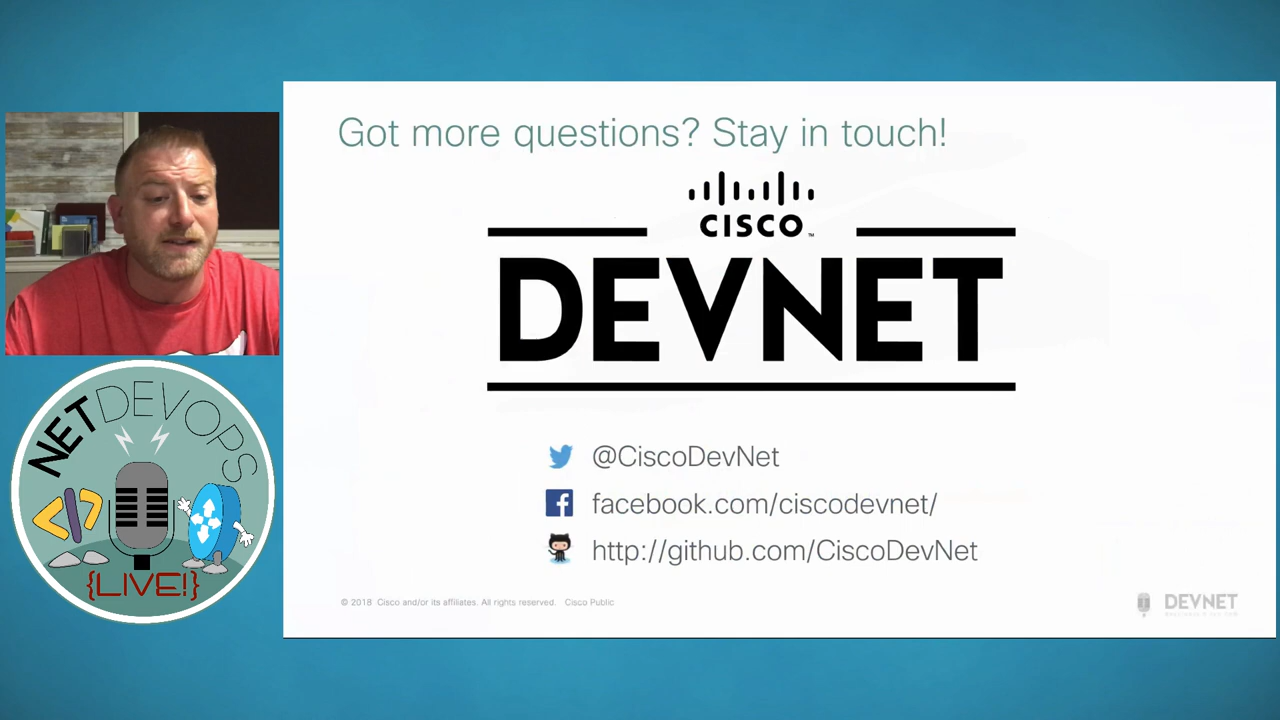 Got more questions? Stay in touch!
CISCO
DEVNET
@CiscoDevNet
facebook.com/ciscodevnet/
http://github.com/CiscoDevNet
© 2018 Cisco and/or its affiliates. All rights reserved. Cisco Public
DEVNET
NETDEVOPS
</>
{LIVE!}